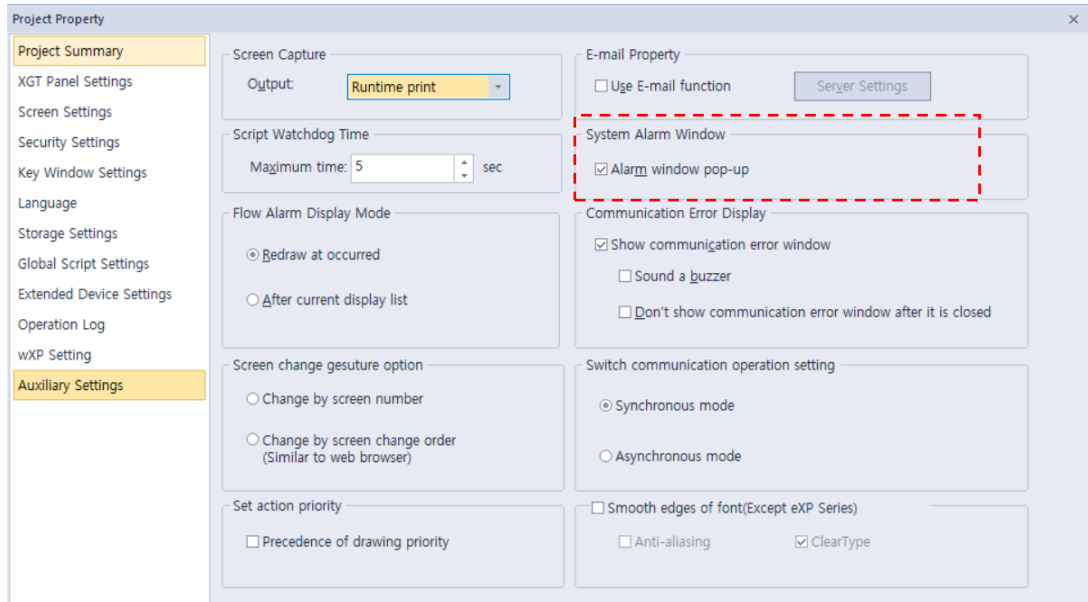 Project Property
Project Summary
XGT Panel Settings
Screen Settings
Security Settings
Key Window Settings
Language
Storage Settings
Global Script Settings
Extended Device Settings
Operation Log
wXP Setting
Auxiliary Settings
Screen Capture
Output: Runtime print
Script Watchdog Time
Maximum time: 5 sec
Flow Alarm Display Mode
Redraw at occurred
After current display list
Screen change gesuture option
Change by screen number
Change by screen change order
(Similar to web browser)
Set action priority
Precedence of drawing priority
E-mail Property
Use E-mail function Server Settings
System Alarm Window
Alarm window pop-up
Communication Error Display
Show communication error window
Sound a buzzer
Don't show communication error window after it is closed
Switch communication operation setting
Synchronous mode
Asynchronous mode
Smooth edges of font(Except eXP Series)
Anti-aliasing ClearType